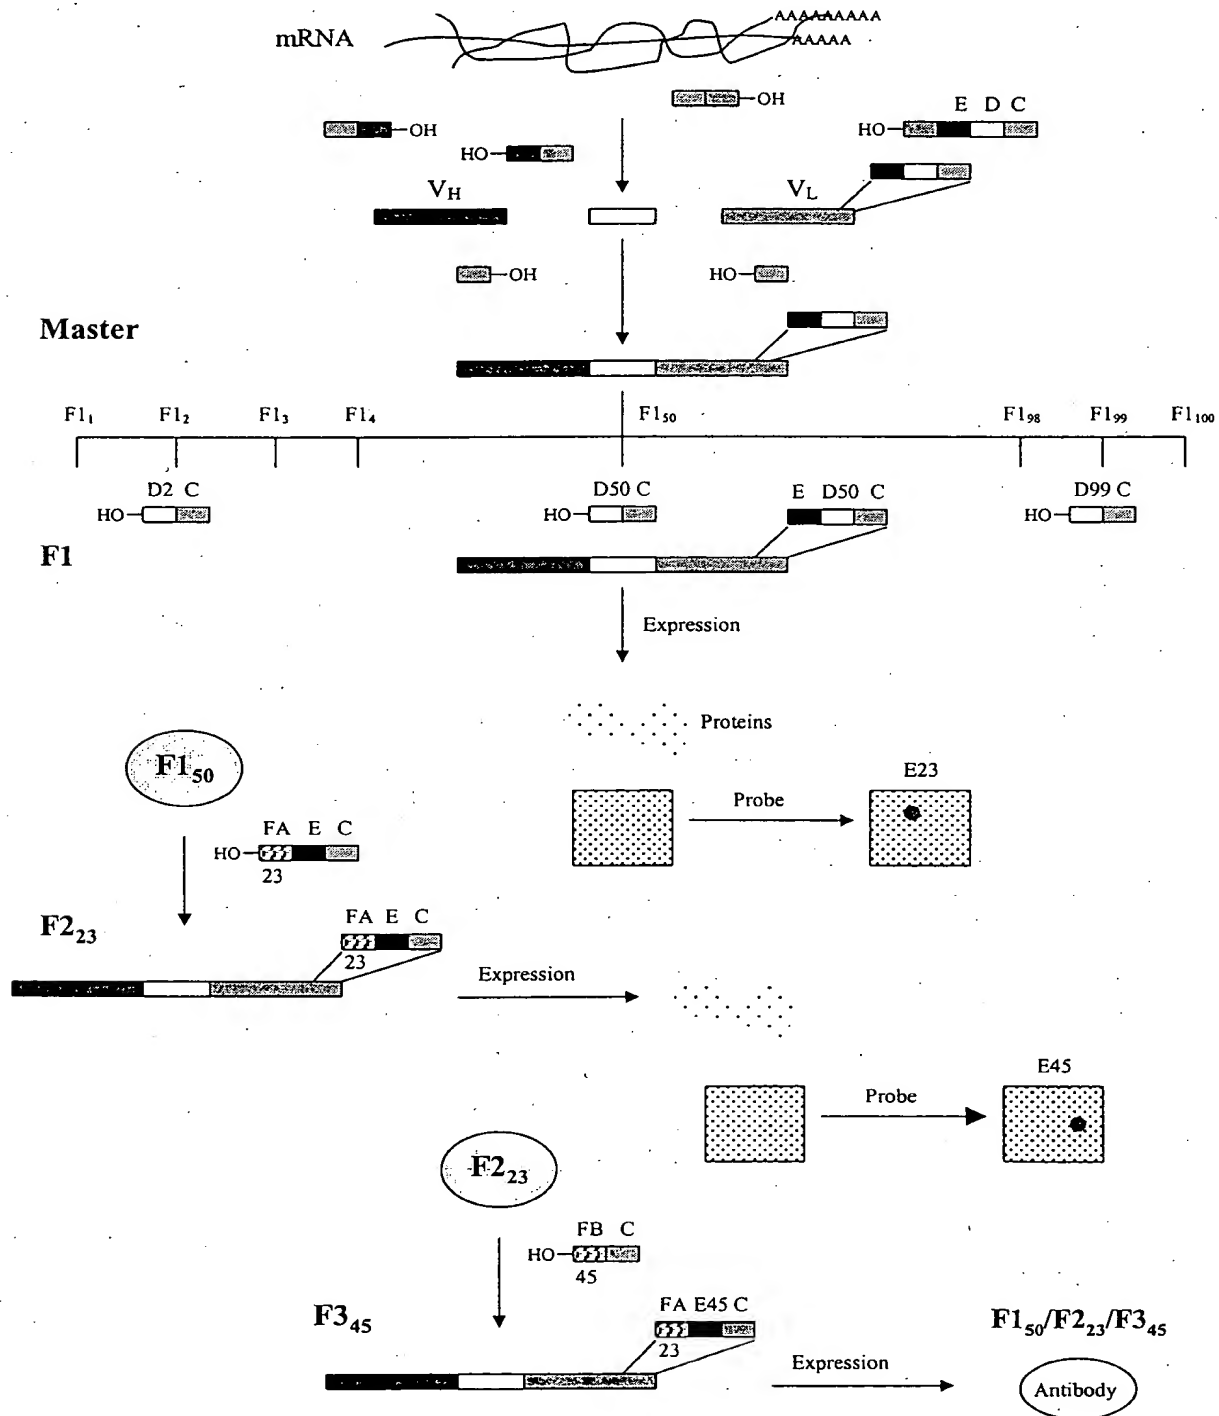 AAAAAAAAA
mRNA
AAAAA
OH
E D C
HO
OH
HO
V_H
V_L
OH
HO
Master
F1₁ F1₂ F1₃ F1₄ F1₅₀ F1₉₈ F1₉₉ F1₁₀₀
D2 C
D50 C
E D50 C
D99 C
HO
HO
HO
F1
Expression
Proteins
F1₅₀
E23
Probe
FA E C
HO
23
F2₂₃
FA E C
23
Expression
E45
Probe
F2₂₃
FB C
HO
45
F3₄₅
FA E45 C
23
F1₅₀/F2₂₃/F3₄₅
Expression
Antibody